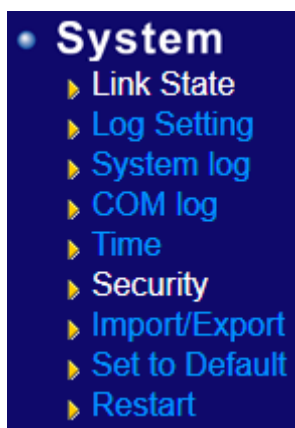 System
Link State
Log Setting
System log
COM log
Time
Security
Import/Export
Set to Default
Restart